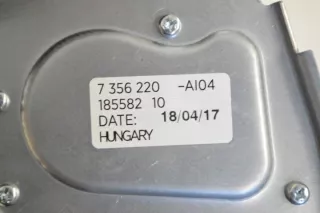 7 356 220 -AI04
185582 10
DATE: 18/04/17
HUNGARY